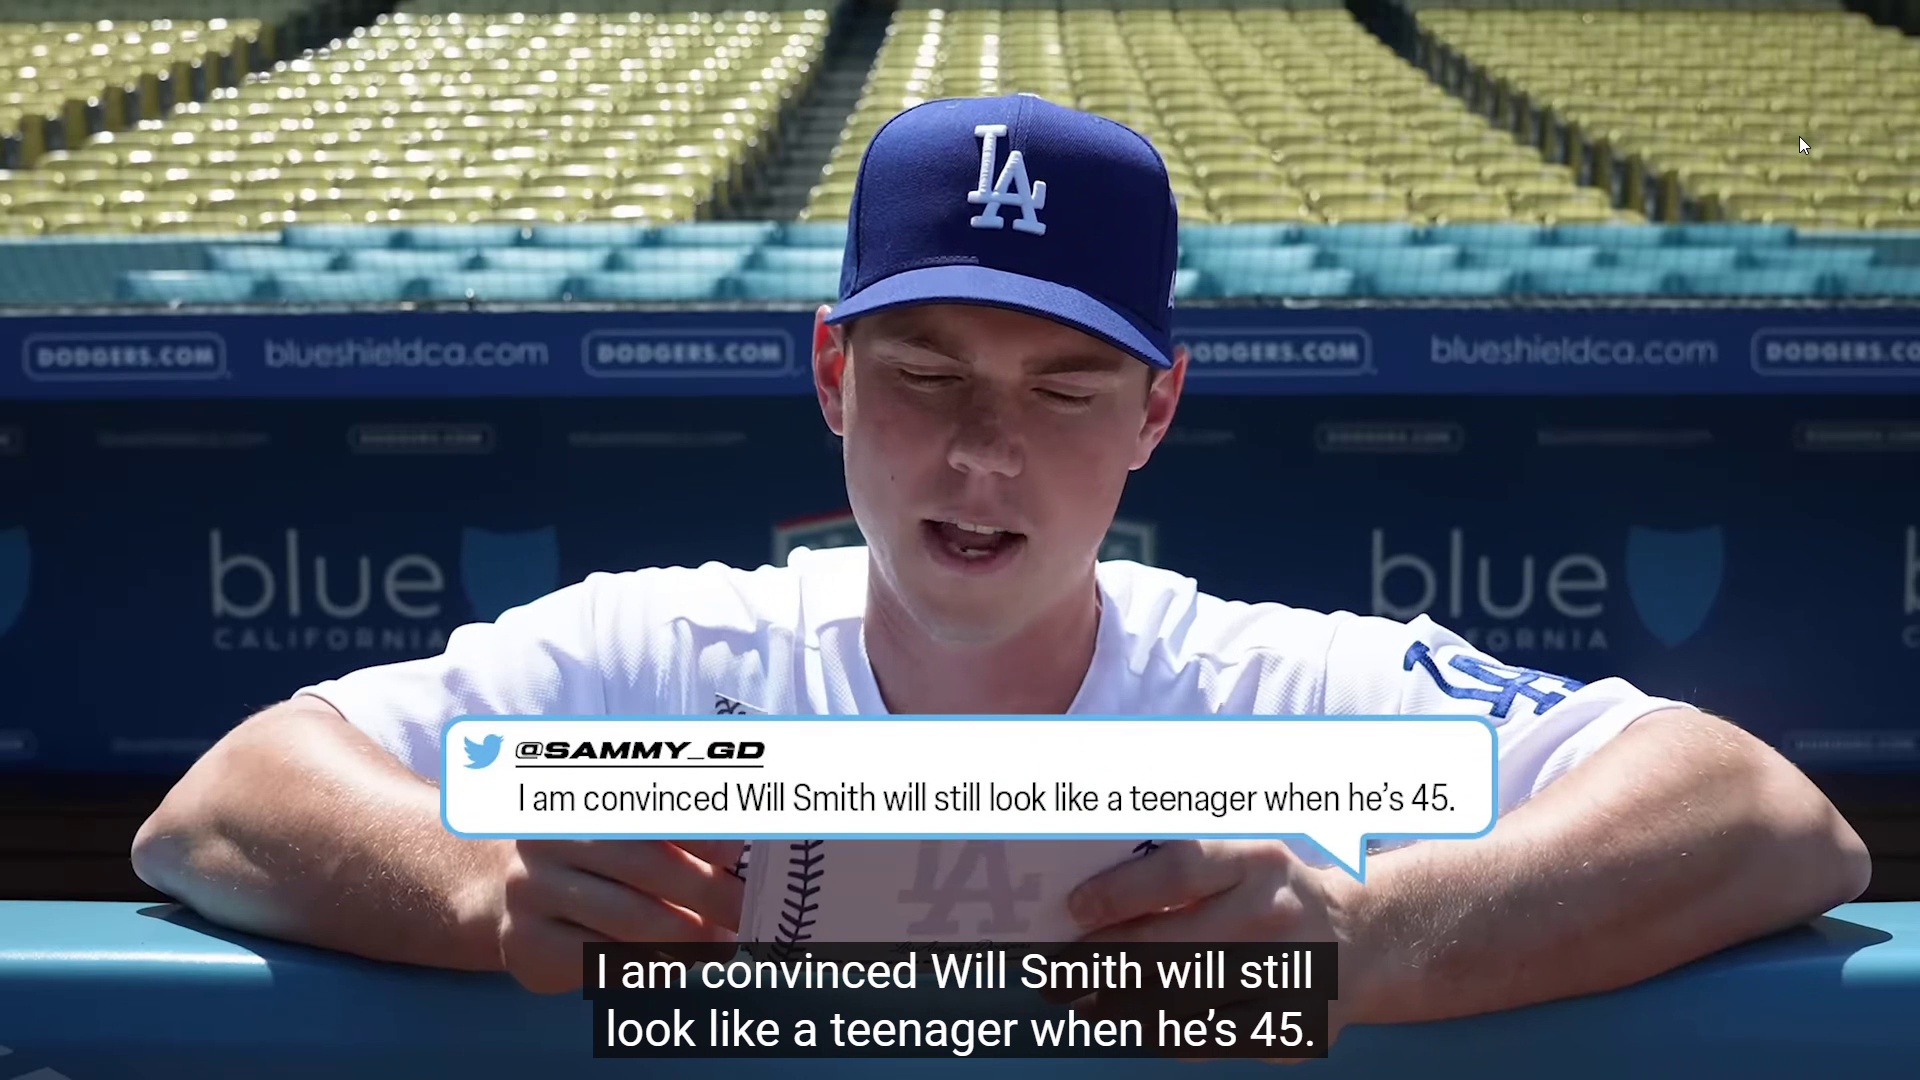 LA
DODGERS.COM
blueshieldca.com
DODGERS.COM
DODGERS.COM
blueshieldca.com
blue
CALIFORNIA
blue
LA
@SAMMY_GD
I am convinced Will Smith will still look like a teenager when he's 45.
LA
I am convinced Will Smith will still
look like a teenager when he's 45.